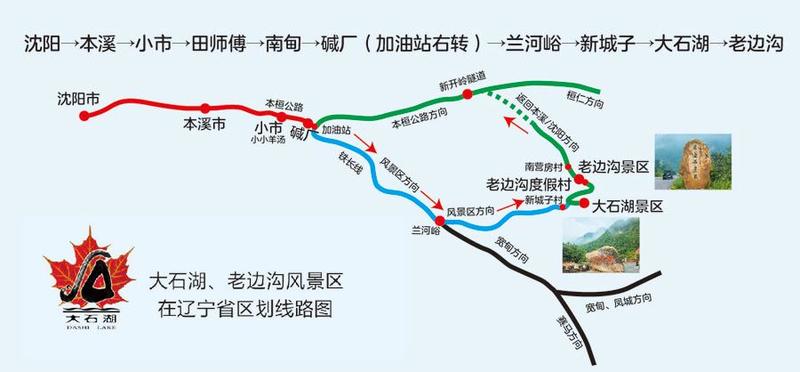 沈阳→本溪→小市→田师傅→南甸→碱厂（加油站右转）→兰河峪→新城子→大石湖→老边沟
新开岭隧道
沈阳市
本桓公路
桓仁方向
返回本溪/沈阳方向
本溪市
小市
小小羊汤
碱厂
加油站
本桓公路方向
铁长线
风景区方向
南营房村
老边沟景区
老边沟度假村
新城子村
大石湖景区
风景区方向
兰河峪
宽甸方向
宽甸、凤城方向
赛马方向
大石湖
DASHI LAKE
大石湖、老边沟风景区
在辽宁省区划线路图